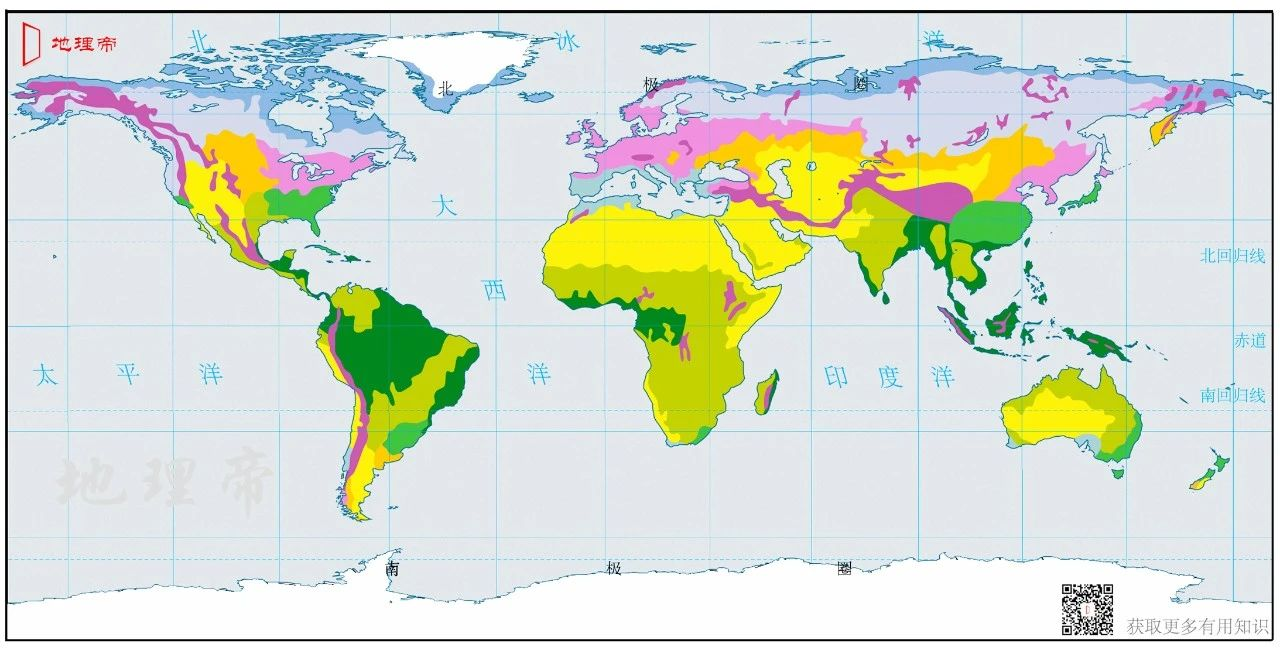 地理帝
北 冰 洋
北 极 圈
大
西
洋
北回归线
赤道
太 平 洋
印 度 洋
南回归线
地理帝
南 极 圈
获取更多有用知识